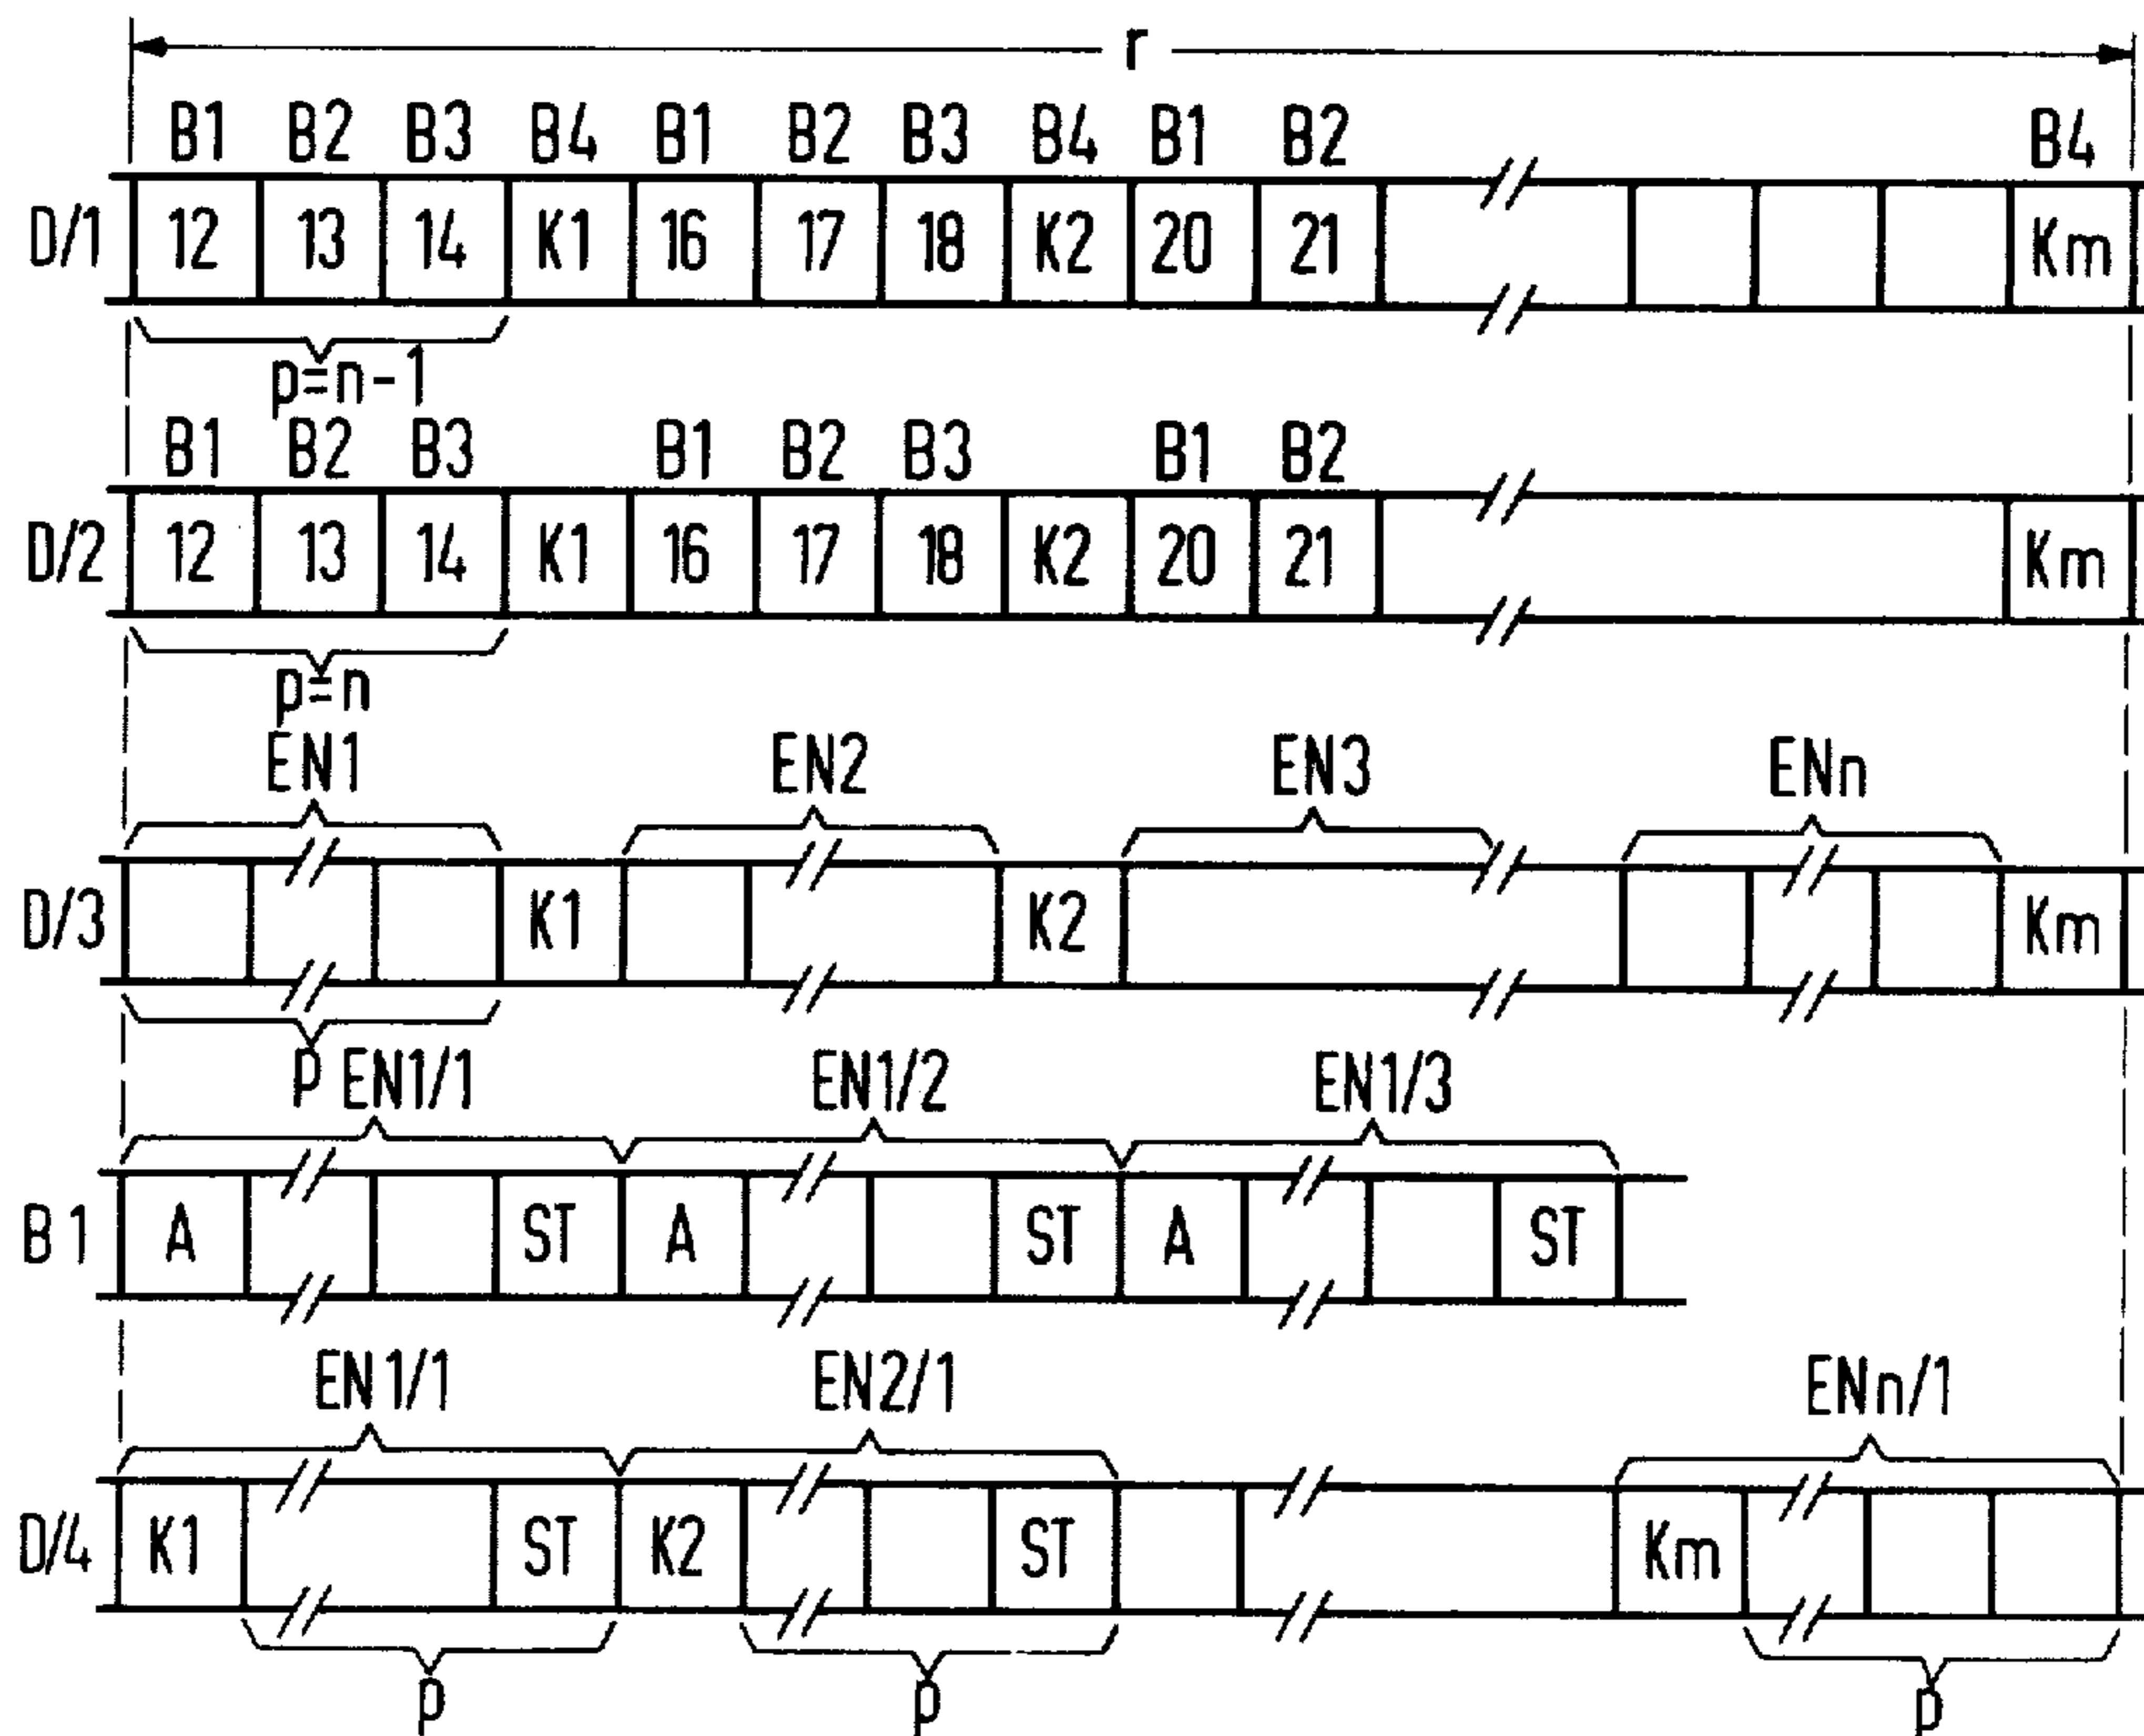 r
B1 B2 B3 B4 B1 B2 B3 B4 B1 B2 B4
D/1 12 13 14 K1 16 17 18 K2 20 21 Km
p=n-1
B1 B2 B3 B1 B2 B3 B1 B2
D/2 12 13 14 K1 16 17 18 K2 20 21 Km
p=n
EN1 EN2 EN3 ENn
D/3 K1 K2 Km
p EN1/1 EN1/2 EN1/3
B1 A ST A ST A ST
EN1/1 EN2/1 ENn/1
D/4 K1 ST K2 ST Km
p p p